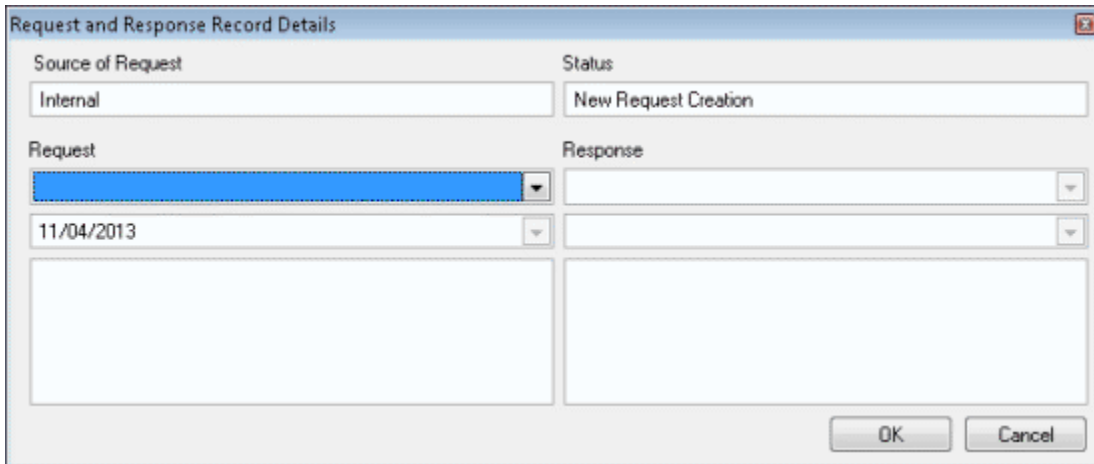 Request and Response Record Details
Source of Request
Status
Internal
New Request Creation
Request
Response
11/04/2013
OK
Cancel